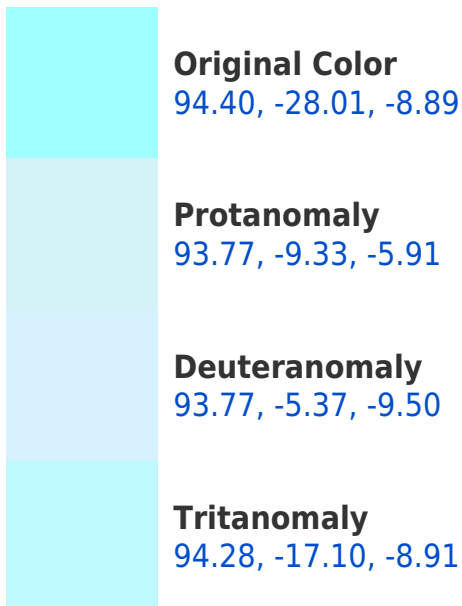 Original Color
94.40, -28.01, -8.89
Protanomaly
93.77, -9.33, -5.91
Deuteranomaly
93.77, -5.37, -9.50
Tritanomaly
94.28, -17.10, -8.91